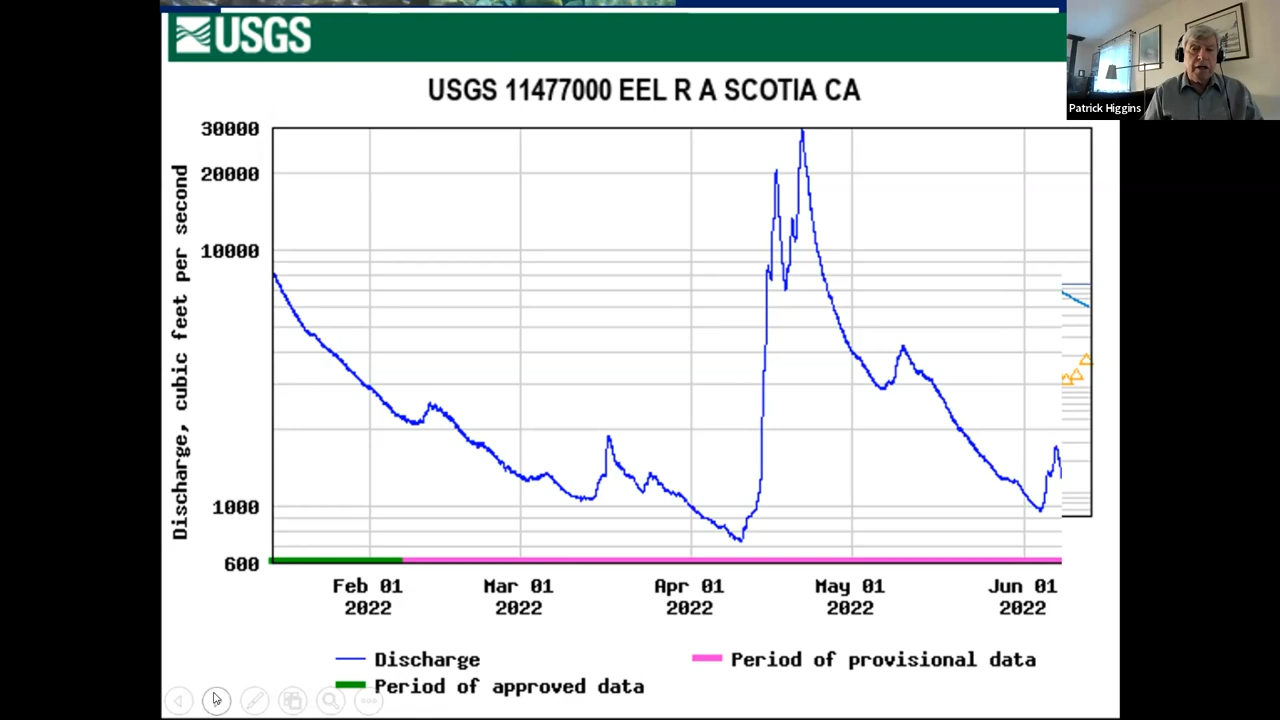 USGS
Patrick Higgins
USGS 11477000 EEL R A SCOTIA CA
Discharge, cubic feet per second
30000
20000
10000
1000
600
Feb 01 Mar 01 Apr 01 May 01 Jun 01
2022 2022 2022 2022 2022
Discharge Period of provisional data
Period of approved data